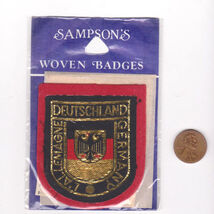 SAMPSON'S
WOVEN BADGES
DEUTSCHLAND
L'ALLEMAGNE
GERMANY